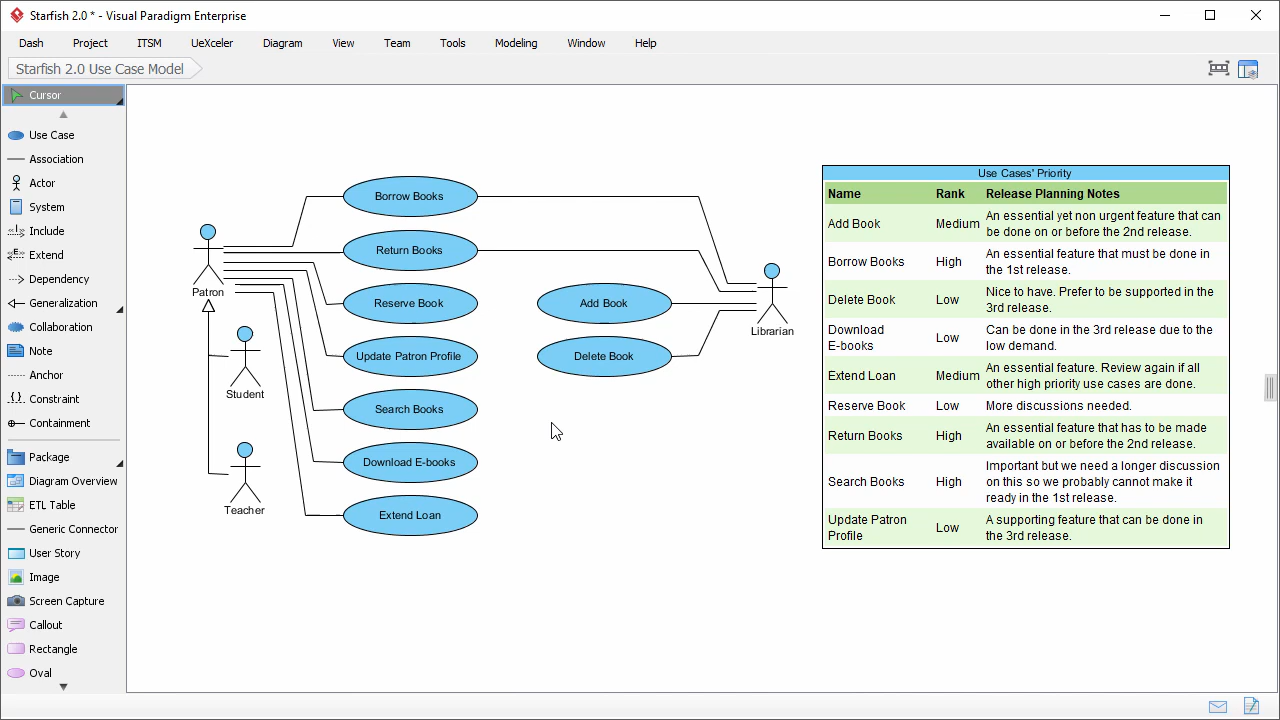 Starfish 2.0 * - Visual Paradigm Enterprise
Dash Project ITSM UeXceler Diagram View Team Tools Modeling Window Help
Starfish 2.0 Use Case Model
Cursor
Use Case
Association
Actor
System
Include
Extend
Dependency
Generalization
Collaboration
Note
Anchor
Constraint
Containment
Package
Diagram Overview
ETL Table
Generic Connector
User Story
Image
Screen Capture
Callout
Rectangle
Oval
Patron
Student
Teacher
Borrow Books
Return Books
Reserve Book
Update Patron Profile
Search Books
Download E-books
Extend Loan
Add Book
Delete Book
Librarian
Use Cases' Priority
Name Rank Release Planning Notes
Add Book Medium An essential yet non urgent feature that can
be done on or before the 2nd release.
Borrow Books High An essential feature that must be done in
the 1st release.
Delete Book Low Nice to have. Prefer to be supported in the
3rd release.
Download Low Can be done in the 3rd release due to the
E-books low demand.
Extend Loan Medium An essential feature. Review again if all
other high priority use cases are done.
Reserve Book Low More discussions needed.
Return Books High An essential feature that has to be made
available on or before the 2nd release.
Search Books High Important but we need a longer discussion
on this so we probably cannot make it
ready in the 1st release.
Update Patron Low A supporting feature that can be done in
Profile the 3rd release.